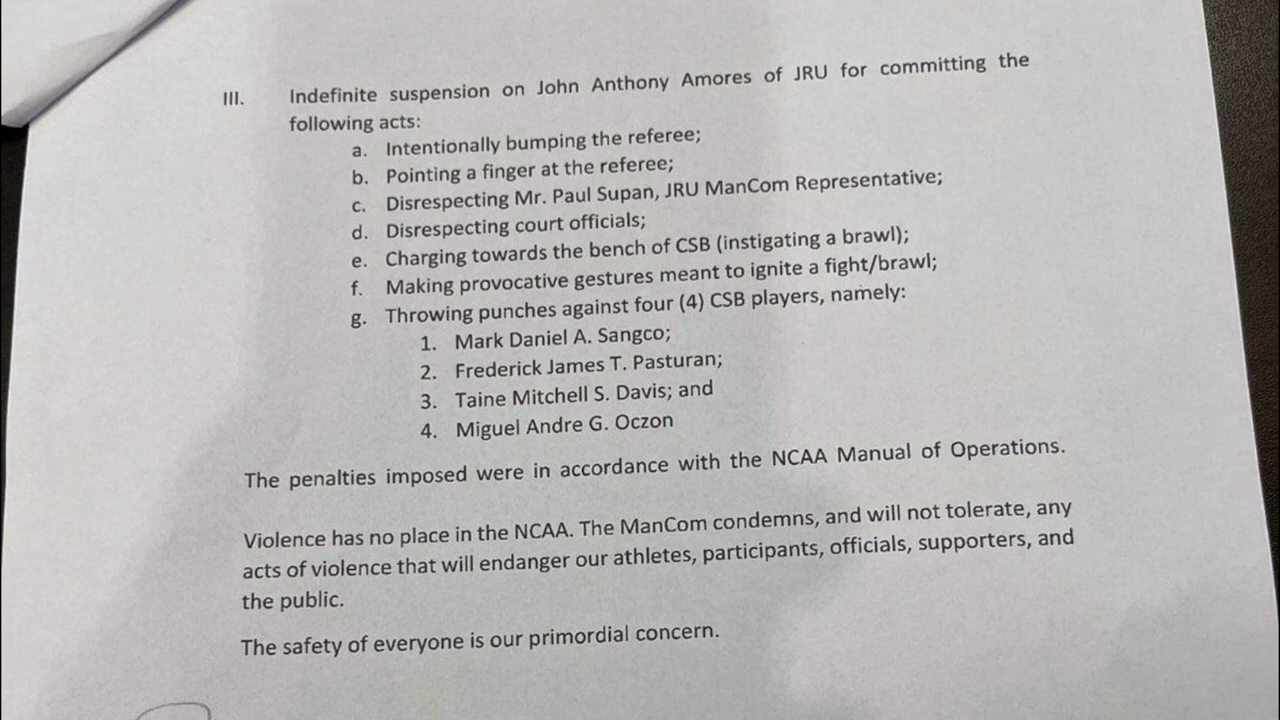 III. Indefinite suspension on John Anthony Amores of JRU for committing the
following acts:
a. Intentionally bumping the referee;
b. Pointing a finger at the referee;
c. Disrespecting Mr. Paul Supan, JRU ManCom Representative;
d. Disrespecting court officials;
e. Charging towards the bench of CSB (instigating a brawl);
f. Making provocative gestures meant to ignite a fight/brawl;
g. Throwing punches against four (4) CSB players, namely:
1. Mark Daniel A. Sangco;
2. Frederick James T. Pasturan;
3. Taine Mitchell S. Davis; and
4. Miguel Andre G. Oczon
The penalties imposed were in accordance with the NCAA Manual of Operations.
Violence has no place in the NCAA. The ManCom condemns, and will not tolerate, any
acts of violence that will endanger our athletes, participants, officials, supporters, and
the public.
The safety of everyone is our primordial concern.